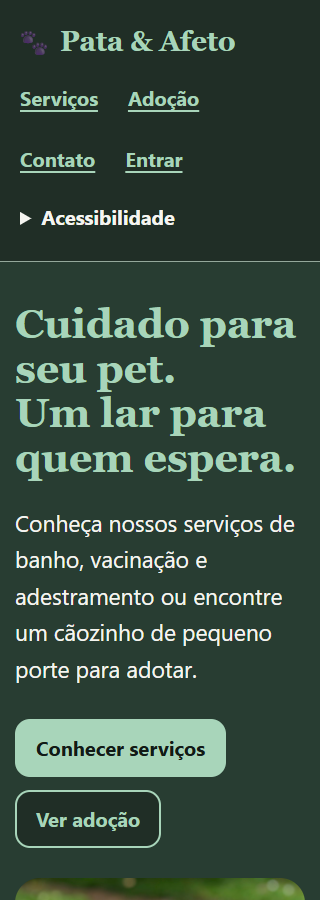 🐾 Pata & Afeto
Serviços Adoção
Contato Entrar
▶ Acessibilidade
Cuidado para
seu pet.
Um lar para
quem espera.
Conheça nossos serviços de
banho, vacinação e
adestramento ou encontre
um cãozinho de pequeno
porte para adotar.
Conhecer serviços
Ver adoção